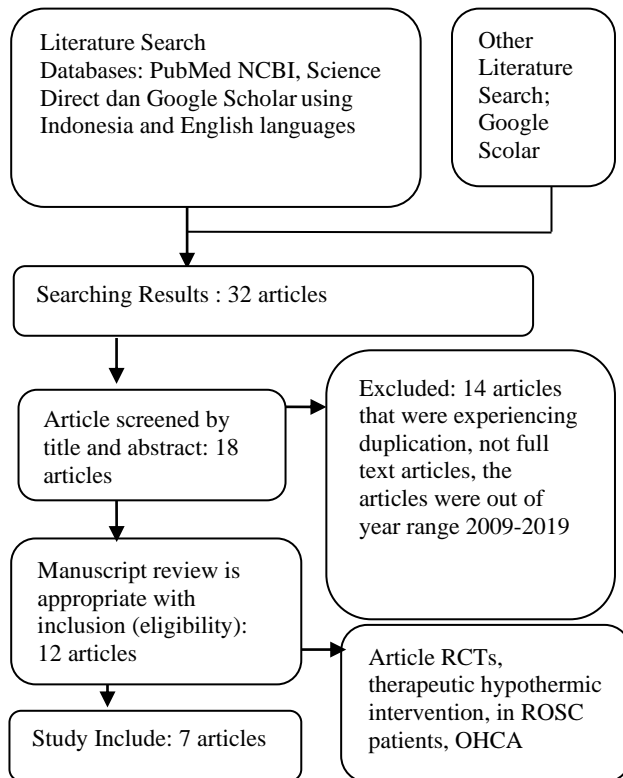 Literature Search
Databases: PubMed NCBI, Science
Direct dan Google Scholar using
Indonesia and English languages
Other
Literature
Search;
Google
Scolar
Searching Results : 32 articles
Article screened by
title and abstract: 18
articles
Excluded: 14 articles
that were experiencing
duplication, not full
text articles, the
articles were out of
year range 2009-2019
Manuscript review is
appropriate with
inclusion (eligibility):
12 articles
Article RCTs,
therapeutic hypothermic
intervention, in ROSC
patients, OHCA
Study Include: 7 articles